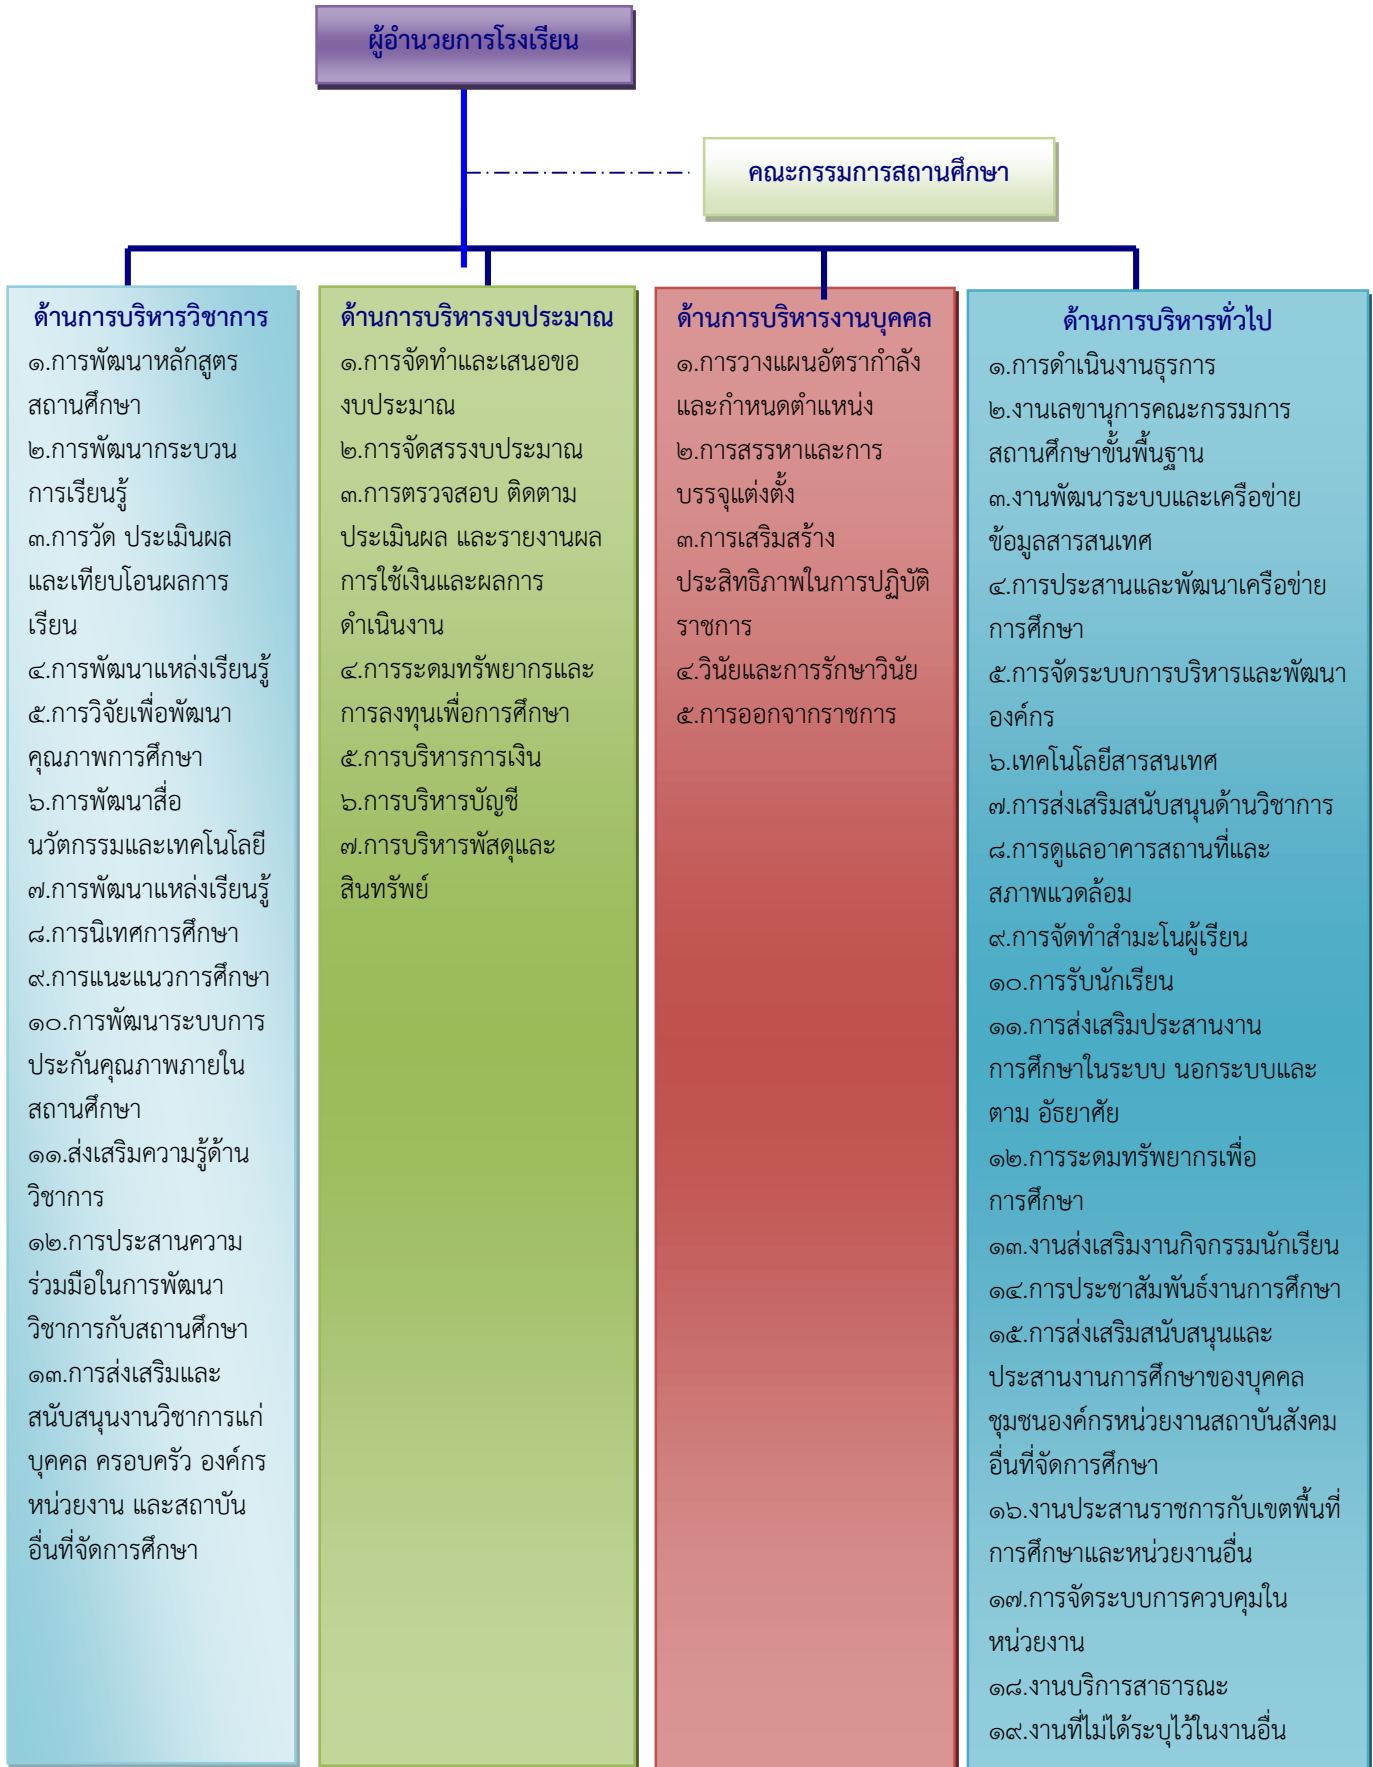 ผู้อำนวยการโรงเรียน
คณะกรรมการสถานศึกษา
ด้านการบริหารวิชาการ
๑.การพัฒนาหลักสูตร
สถานศึกษา
๒.การพัฒนากระบวน
การเรียนรู้
๓.การวัด ประเมินผล
และเทียบโอนผลการ
เรียน
๔.การพัฒนาแหล่งเรียนรู้
๕.การวิจัยเพื่อพัฒนา
คุณภาพการศึกษา
๖.การพัฒนาสื่อ
นวัตกรรมและเทคโนโลยี
๗.การพัฒนาแหล่งเรียนรู้
๘.การนิเทศการศึกษา
๙.การแนะแนวการศึกษา
๑๐.การพัฒนาระบบการ
ประกันคุณภาพภายใน
สถานศึกษา
๑๑.ส่งเสริมความรู้ด้าน
วิชาการ
๑๒.การประสานความ
ร่วมมือในการพัฒนา
วิชาการกับสถานศึกษา
๑๓.การส่งเสริมและ
สนับสนุนงานวิชาการแก่
บุคคล ครอบครัว องค์กร
หน่วยงาน และสถาบัน
อื่นที่จัดการศึกษา
ด้านการบริหารงบประมาณ
๑.การจัดทำและเสนอขอ
งบประมาณ
๒.การจัดสรรงบประมาณ
๓.การตรวจสอบ ติดตาม
ประเมินผล และรายงานผล
การใช้เงินและผลการ
ดำเนินงาน
๔.การระดมทรัพยากรและ
การลงทุนเพื่อการศึกษา
๕.การบริหารการเงิน
๖.การบริหารบัญชี
๗.การบริหารพัสดุและ
สินทรัพย์
ด้านการบริหารงานบุคคล
๑.การวางแผนอัตรากำลัง
และกำหนดตำแหน่ง
๒.การสรรหาและการ
บรรจุแต่งตั้ง
๓.การเสริมสร้าง
ประสิทธิภาพในการปฏิบัติ
ราชการ
๔.วินัยและการรักษาวินัย
๕.การออกจากราชการ
ด้านการบริหารทั่วไป
๑.การดำเนินงานธุรการ
๒.งานเลขานุการคณะกรรมการ
สถานศึกษาขั้นพื้นฐาน
๓.งานพัฒนาระบบและเครือข่าย
ข้อมูลสารสนเทศ
๔.การประสานและพัฒนาเครือข่าย
การศึกษา
๕.การจัดระบบการบริหารและพัฒนา
องค์กร
๖.เทคโนโลยีสารสนเทศ
๗.การส่งเสริมสนับสนุนด้านวิชาการ
๘.การดูแลอาคารสถานที่และ
สภาพแวดล้อม
๙.การจัดทำสำมะโนผู้เรียน
๑๐.การรับนักเรียน
๑๑.การส่งเสริมประสานงาน
การศึกษาในระบบ นอกระบบและ
ตาม อัธยาศัย
๑๒.การระดมทรัพยากรเพื่อ
การศึกษา
๑๓.งานส่งเสริมงานกิจกรรมนักเรียน
๑๔.การประชาสัมพันธ์งานการศึกษา
๑๕.การส่งเสริมสนับสนุนและ
ประสานงานการศึกษาของบุคคล
ชุมชนองค์กรหน่วยงานสถาบันสังคม
อื่นที่จัดการศึกษา
๑๖.งานประสานราชการกับเขตพื้นที่
การศึกษาและหน่วยงานอื่น
๑๗.การจัดระบบการควบคุมใน
หน่วยงาน
๑๘.งานบริการสาธารณะ
๑๙.งานที่ไม่ได้ระบุไว้ในงานอื่น